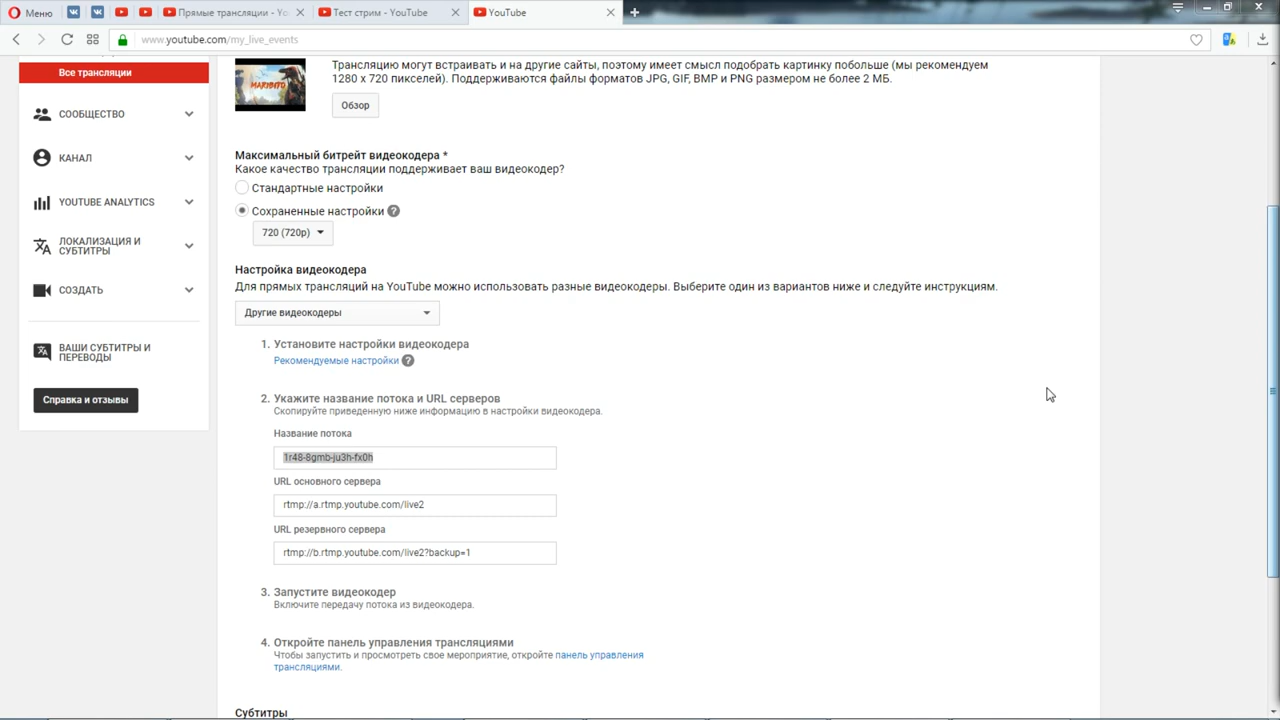 Меню
Прямые трансляции - Yo
Тест стрим - YouTube
YouTube
www.youtube.com/my_live_events
Все трансляции
СООБЩЕСТВО
КАНАЛ
YOUTUBE ANALYTICS
ЛОКАЛИЗАЦИЯ И
СУБТИТРЫ
СОЗДАТЬ
ВАШИ СУБТИТРЫ И
ПЕРЕВОДЫ
Справка и отзывы
MARIBITO
Трансляцию могут встраивать и на другие сайты, поэтому имеет смысл подобрать картинку побольше (мы рекомендуем
1280 x 720 пикселей). Поддерживаются файлы форматов JPG, GIF, BMP и PNG размером не более 2 МБ.
Обзор
Максимальный битрейт видеокодера *
Какое качество трансляции поддерживает ваш видеокодер?
Стандартные настройки
Сохраненные настройки ?
720 (720p)
Настройка видеокодера
Для прямых трансляций на YouTube можно использовать разные видеокодеры. Выберите один из вариантов ниже и следуйте инструкциям.
Другие видеокодеры
1. Установите настройки видеокодера
Рекомендуемые настройки ?
2. Укажите название потока и URL серверов
Скопируйте приведенную ниже информацию в настройки видеокодера.
Название потока
1r48-8gmb-ju3h-fx0h
URL основного сервера
rtmp://a.rtmp.youtube.com/live2
URL резервного сервера
rtmp://b.rtmp.youtube.com/live2?backup=1
3. Запустите видеокодер
Включите передачу потока из видеокодера.
4. Откройте панель управления трансляциями
Чтобы запустить и просмотреть свое мероприятие, откройте панель управления
трансляциями.
Субтитры